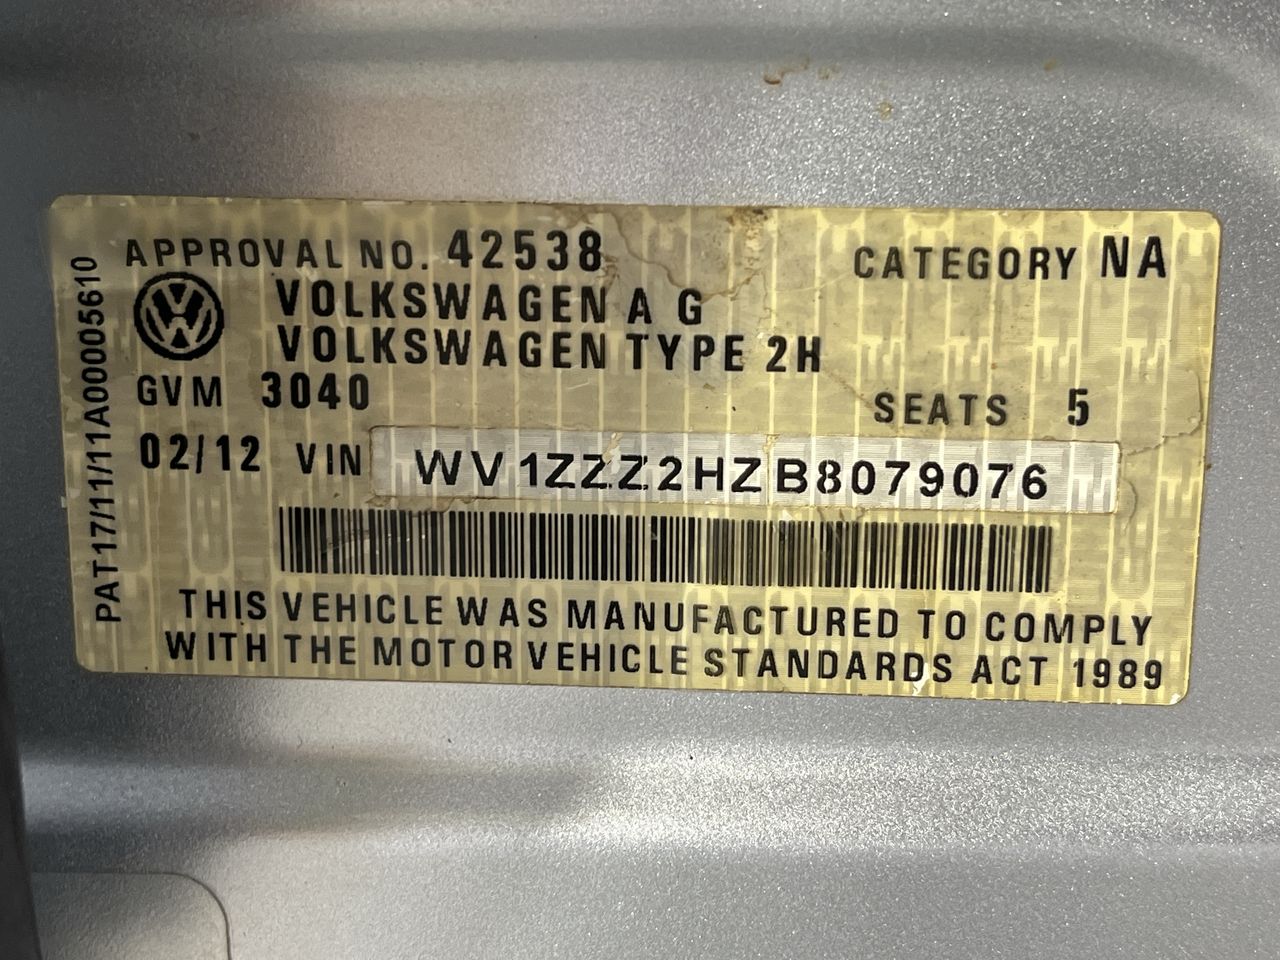 APPROVAL NO. 42538 CATEGORY NA
VOLKSWAGEN A G
VOLKSWAGEN TYPE 2H
GVM 3040 SEATS 5
02/12 VIN WV1ZZZ2HZB8079076
THIS VEHICLE WAS MANUFACTURED TO COMPLY
WITH THE MOTOR VEHICLE STANDARDS ACT 1989
PAT17/11/11A00005610